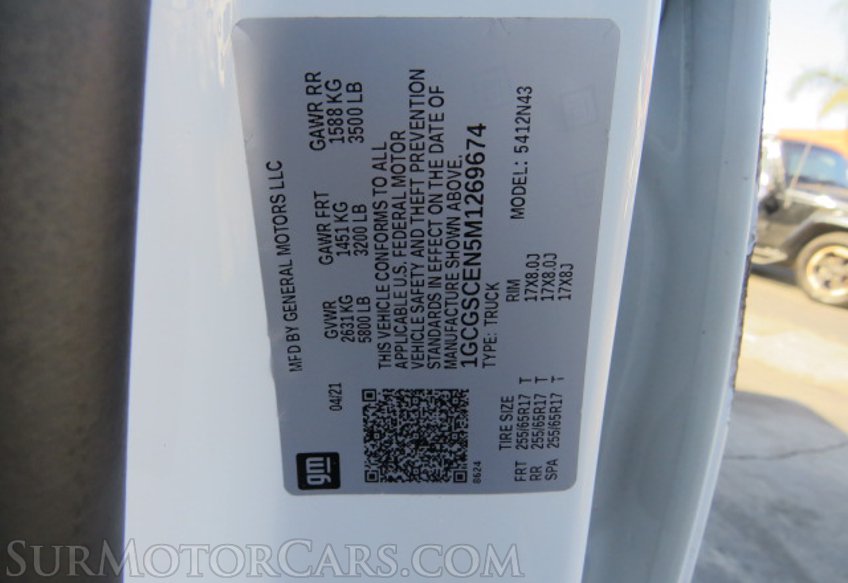 gm
MFD BY GENERAL MOTORS LLC
04/21
GVWR GAWR FRT GAWR RR
2631 KG 1451 KG 1588 KG
5800 LB 3200 LB 3500 LB
THIS VEHICLE CONFORMS TO ALL
APPLICABLE U.S. FEDERAL MOTOR
VEHICLE SAFETY AND THEFT PREVENTION
STANDARDS IN EFFECT ON THE DATE OF
MANUFACTURE SHOWN ABOVE.
1GCGSCEN5M1269674
8624
TYPE: TRUCK MODEL: 5412N43
TIRE SIZE RIM
FRT 255/65R17 T 17X8.0J
RR 255/65R17 T 17X8.0J
SPA 255/65R17 T 17X8J
SURMOTORCARS.COM